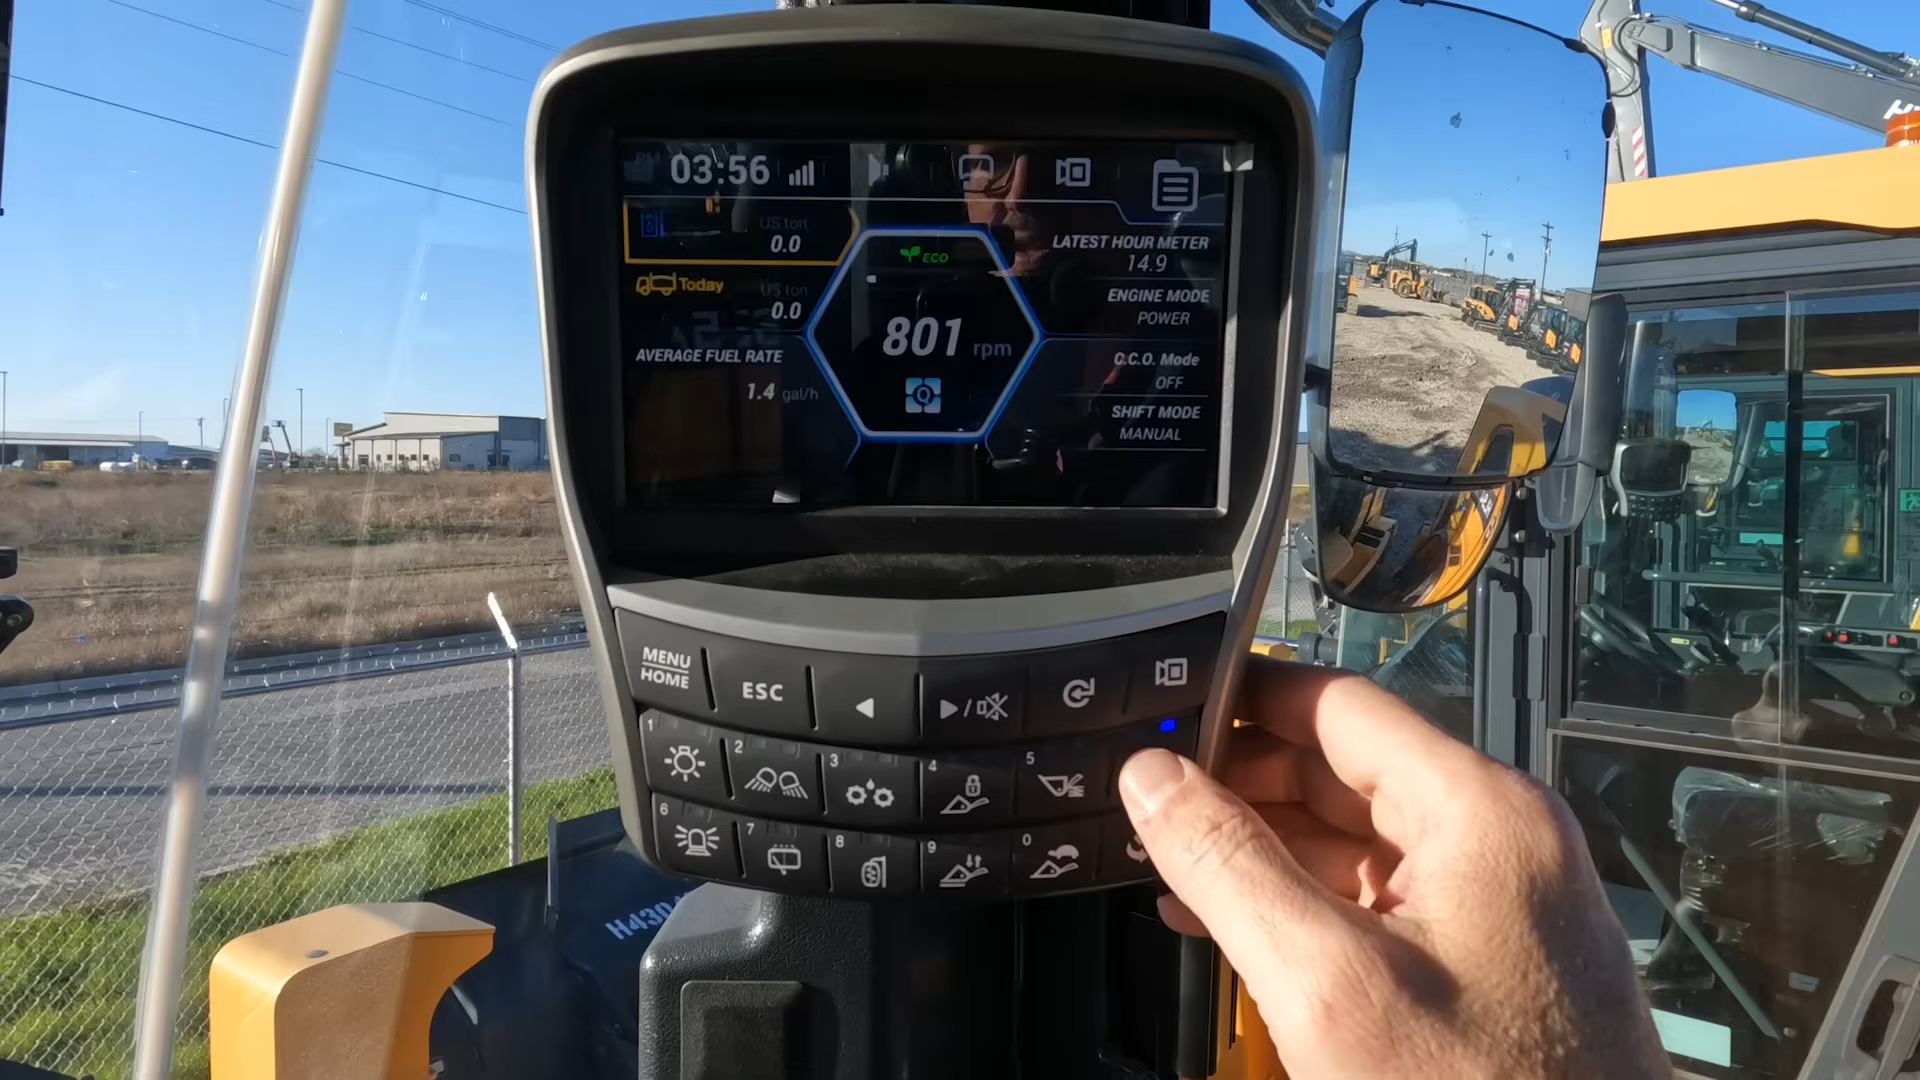 PM 03:56
US ton
0.0
Today
US ton
0.0
AVERAGE FUEL RATE
1.4 gal/h
ECO
801 rpm
Q
LATEST HOUR METER
14.9
ENGINE MODE
POWER
C.C.O. Mode
OFF
SHIFT MODE
MANUAL
MENU
HOME
ESC
1
2
3
4
5
6
7
8
9
0